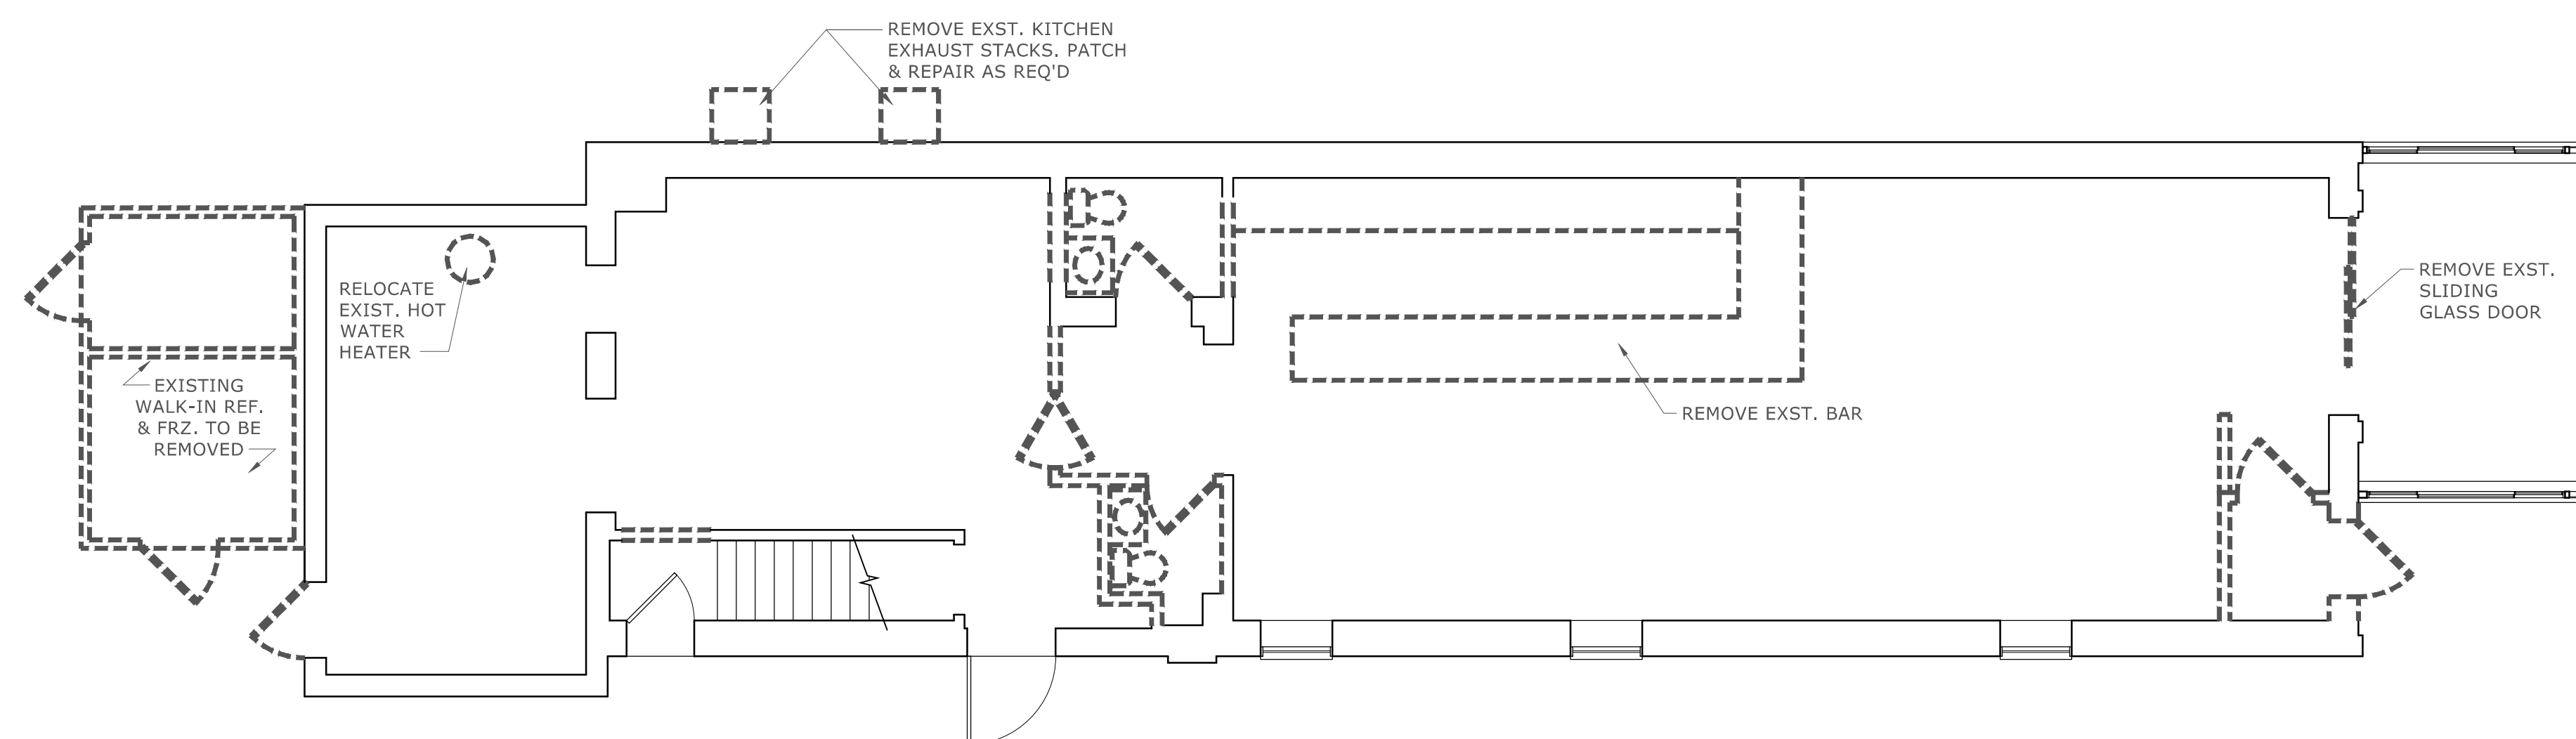 REMOVE EXST. KITCHEN
EXHAUST STACKS. PATCH
& REPAIR AS REQ'D
RELOCATE
EXIST. HOT
WATER
HEATER
EXISTING
WALK-IN REF.
& FRZ. TO BE
REMOVED
REMOVE EXST. BAR
REMOVE EXST.
SLIDING
GLASS DOOR